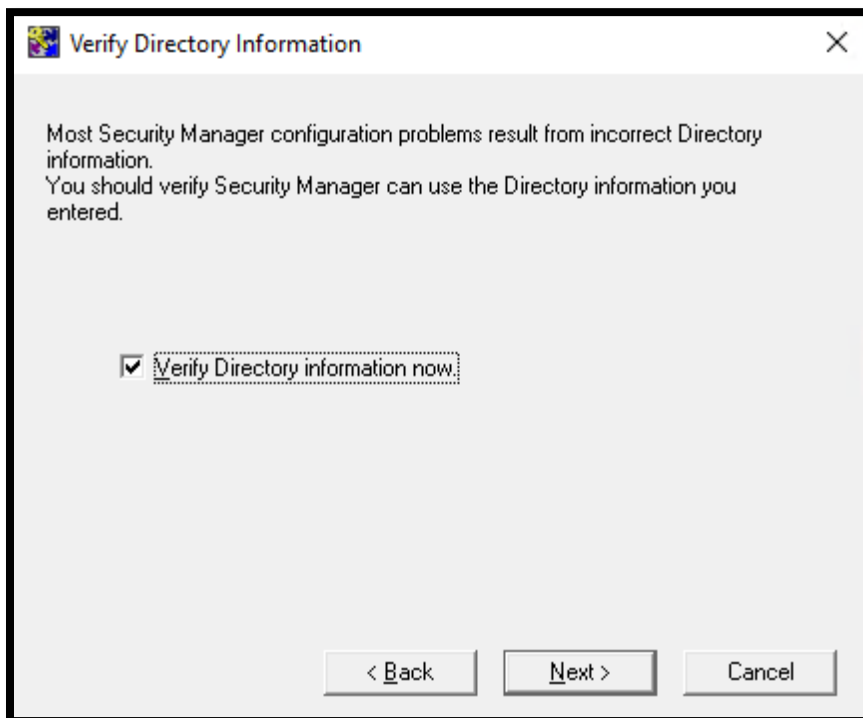 Verify Directory Information
Most Security Manager configuration problems result from incorrect Directory
information.
You should verify Security Manager can use the Directory information you
entered.
Verify Directory information now.
< Back
Next >
Cancel